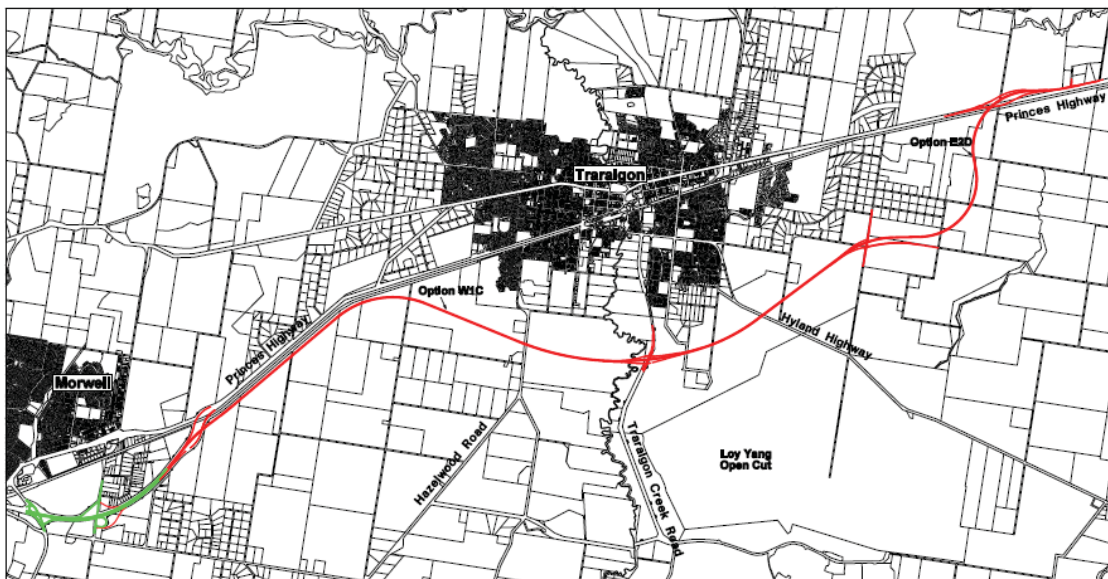 Princes Highway
Option E2D
Traralgon
Option W1C
Princes Highway
Hyland Highway
Morwell
Hazelwood Road
Traralgon Creek Road
Loy Yang
Open Cut